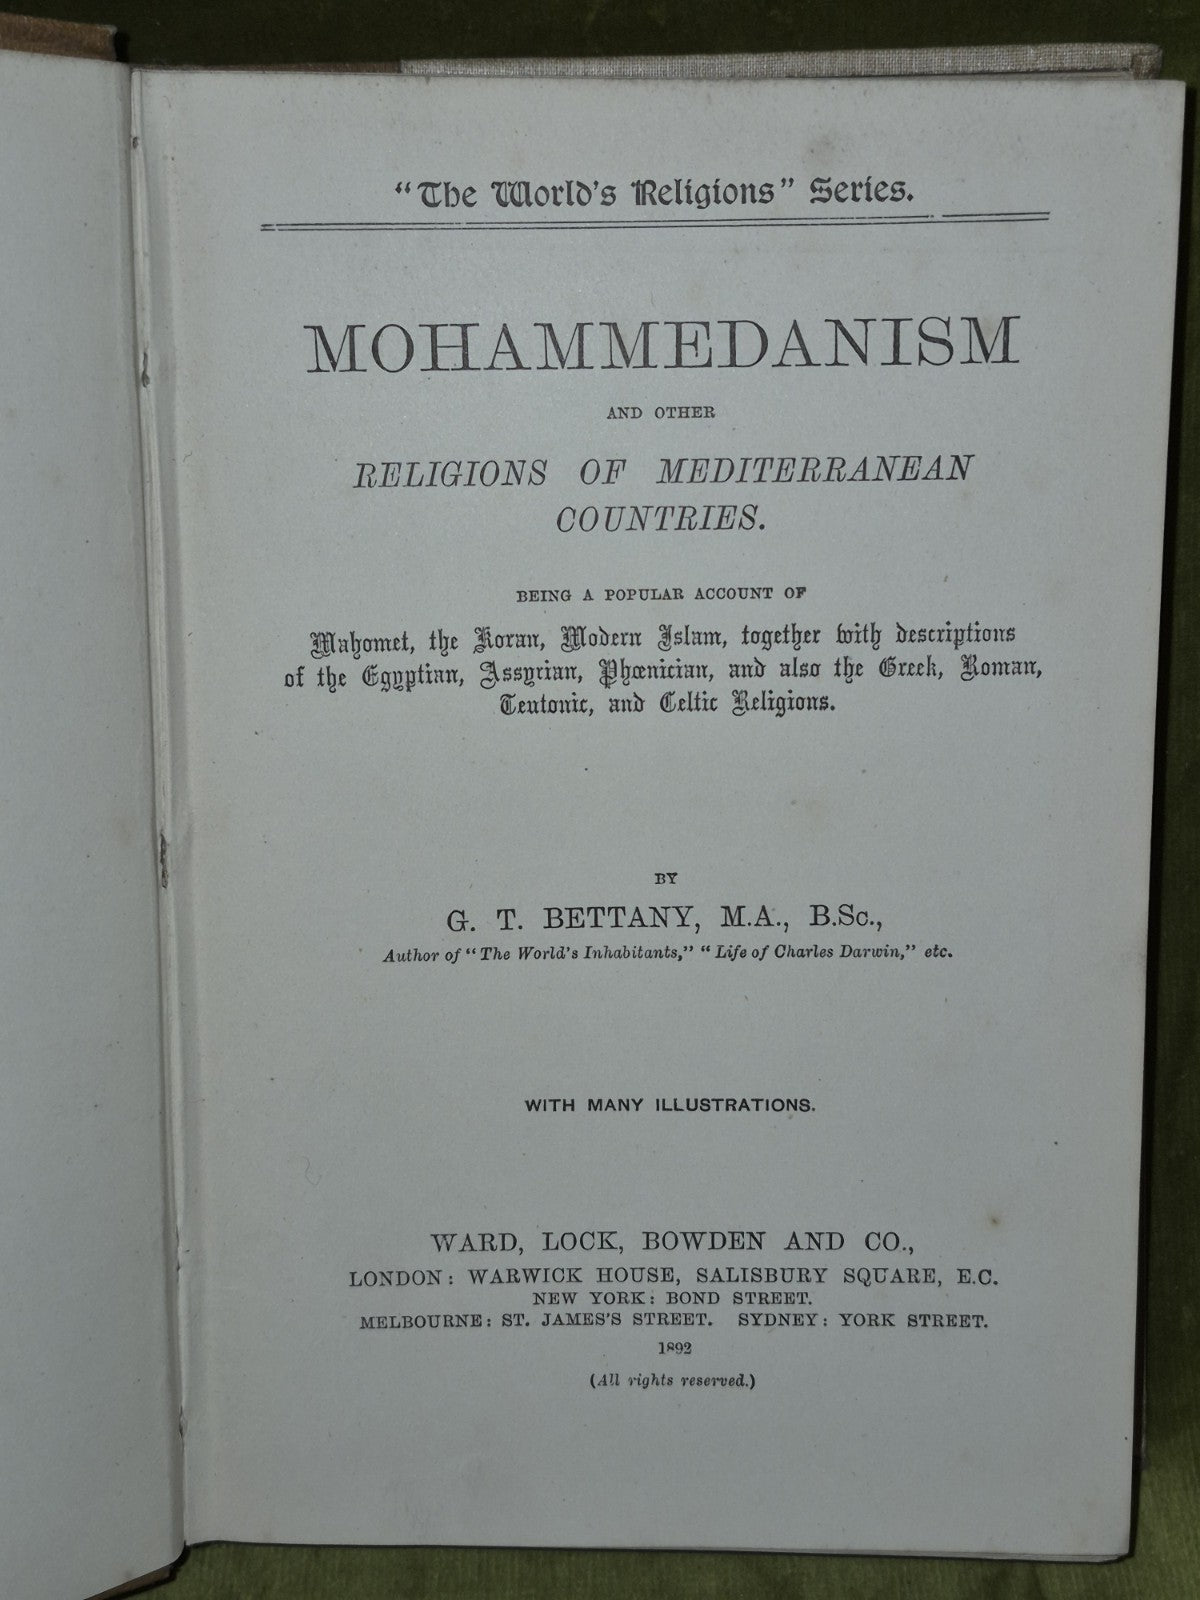 "The World's Religions" Series.
MOHAMMEDANISM
AND OTHER
RELIGIONS OF MEDITERRANEAN
COUNTRIES.
BEING A POPULAR ACCOUNT OF
Mahomet, the Koran, Modern Islam, together with descriptions
of the Egyptian, Assyrian, Phœnician, and also the Greek, Roman,
Teutonic, and Celtic Religions.
BY
G. T. BETTANY, M.A., B.Sc.,
Author of "The World's Inhabitants," "Life of Charles Darwin," etc.
WITH MANY ILLUSTRATIONS.
WARD, LOCK, BOWDEN AND CO.,
LONDON: WARWICK HOUSE, SALISBURY SQUARE, E.C.
NEW YORK: BOND STREET.
MELBOURNE: ST. JAMES'S STREET. SYDNEY: YORK STREET.
1892
(All rights reserved.)